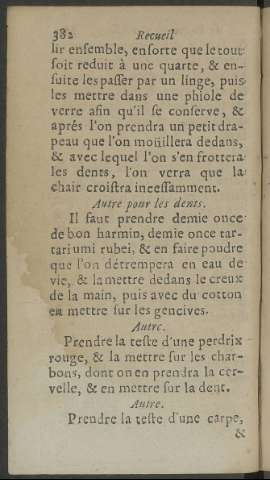 382 Recueil
lir ensemble, ensorte que le tout
soit reduit à une quarte, & en-
suite les passer par un linge, puis
les mettre dans une phiole de
verre afin qu'il se conserve, &
aprés l'on prendra un petit dra-
peau que l'on moüillera dedans,
& avec lequel l'on s'en frottera
les dents, l'on verra que la
chair croistra incessamment.
Autre pour les dents.
Il faut prendre demie once
de bon harmin, demie once tar-
tari umi rubei, & en faire poudre
que l'on détrempera en eau de
vie, & la mettre dedans le creux
de la main, puis avec du cotton
en mettre sur les gencives.
Autre.
Prendre la teste d'une perdrix
rouge, & la mettre sur les char-
bons, dont on en prendra la cer-
velle, & en mettre sur la dent.
Autre.
Prendre la teste d'une carpe,
&